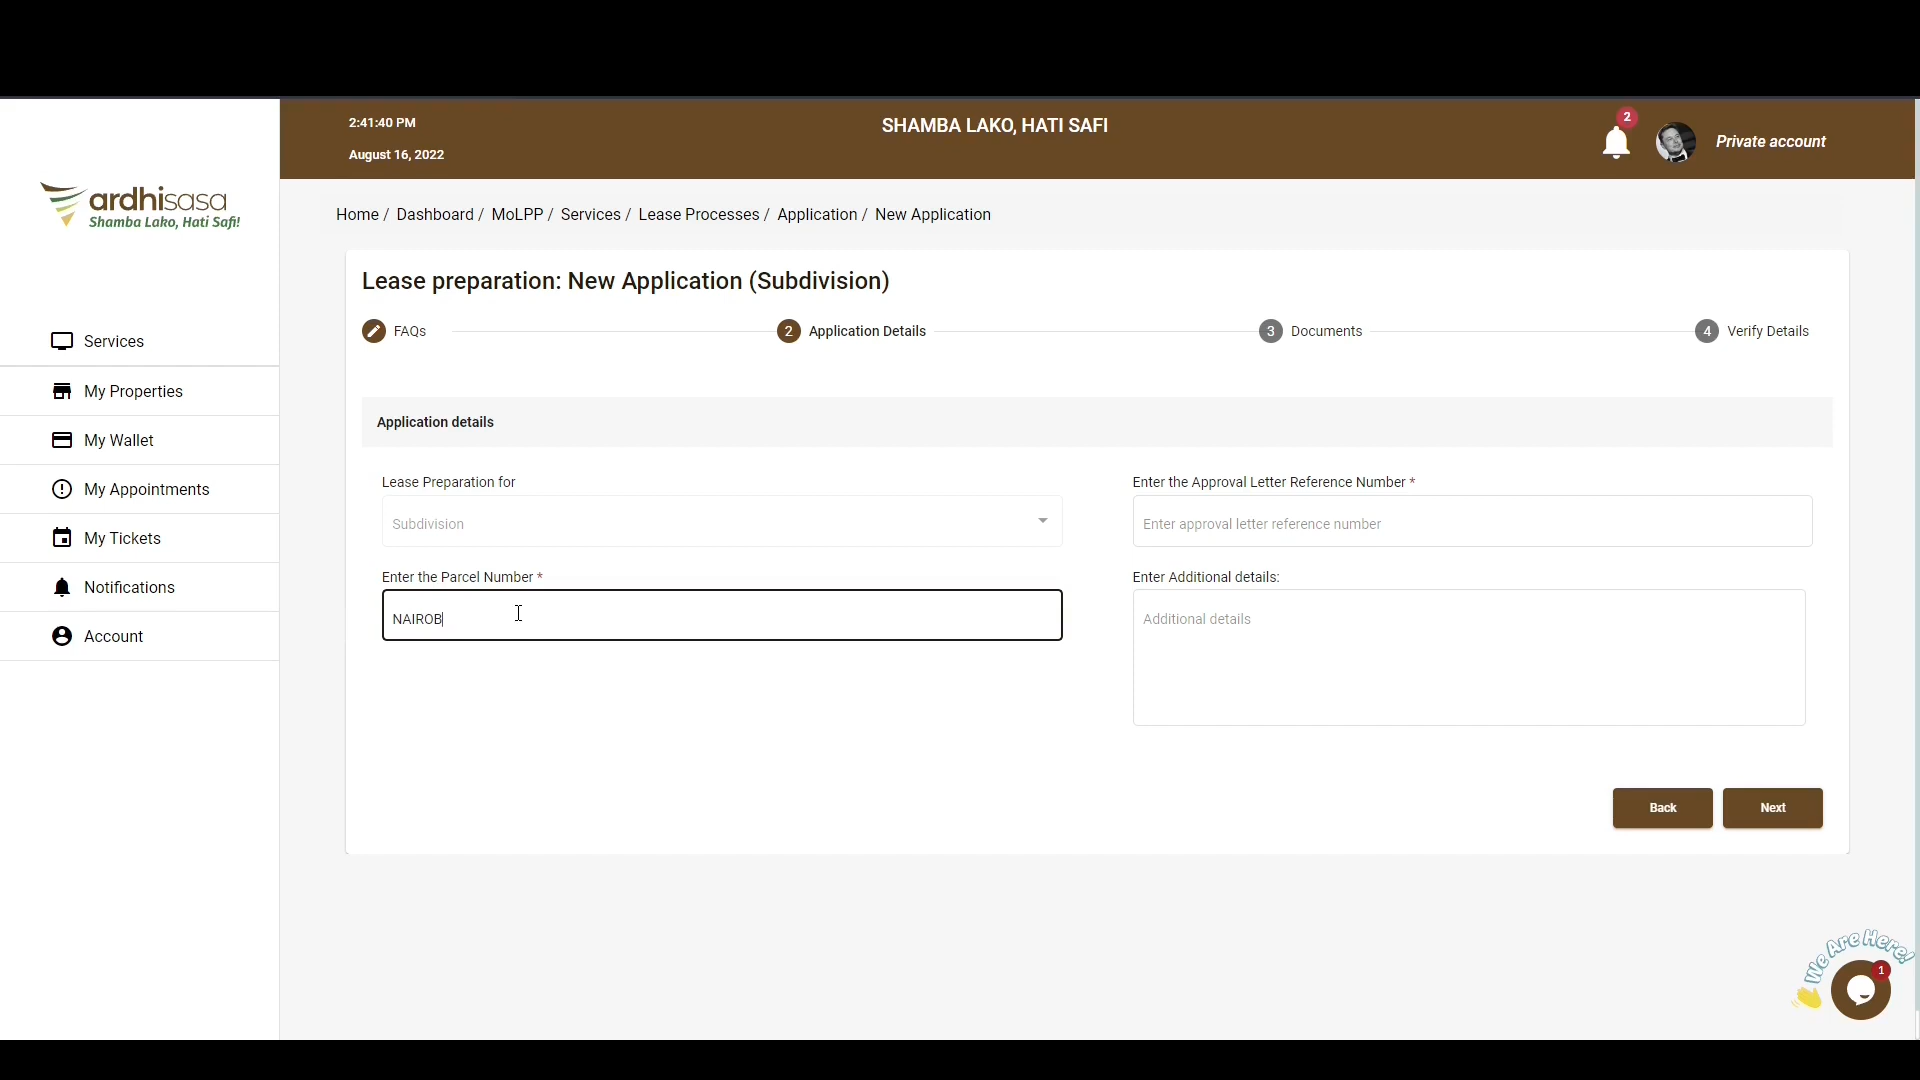 2:41:40 PM
SHAMBA LAKO, HATI SAFI
2
Private account
August 16, 2022
ardhisasa
Shamba Lako, Hati Safi!
Home / Dashboard / MoLPP / Services / Lease Processes / Application / New Application
Lease preparation: New Application (Subdivision)
FAQs
2 Application Details
3 Documents
4 Verify Details
Services
My Properties
My Wallet
My Appointments
My Tickets
Notifications
Account
Application details
Lease Preparation for
Subdivision
Enter the Approval Letter Reference Number *
Enter approval letter reference number
Enter the Parcel Number *
NAIROB
Enter Additional details:
Additional details
Back
Next
We Are Here!
1